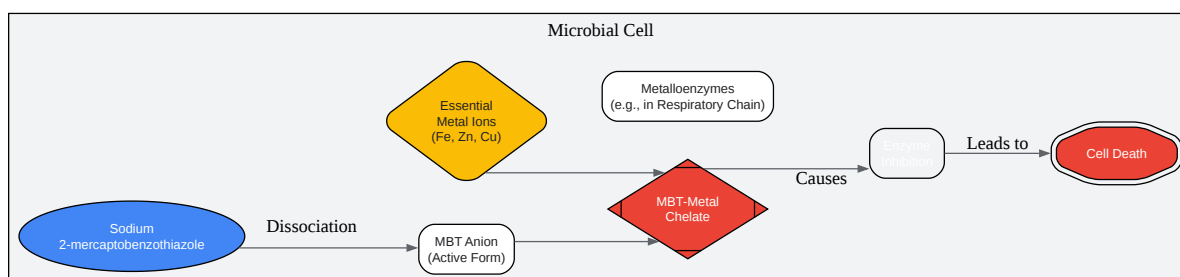 Microbial Cell
Essential
Metal Ions
(Fe, Zn, Cu)
Metalloenzymes
(e.g., in Respiratory Chain)
Enzyme
Inhibition
Leads to
Cell Death
Causes
MBT-Metal
Chelate
Sodium
2-mercaptobenzothiazole
Dissociation
MBT Anion
(Active Form)